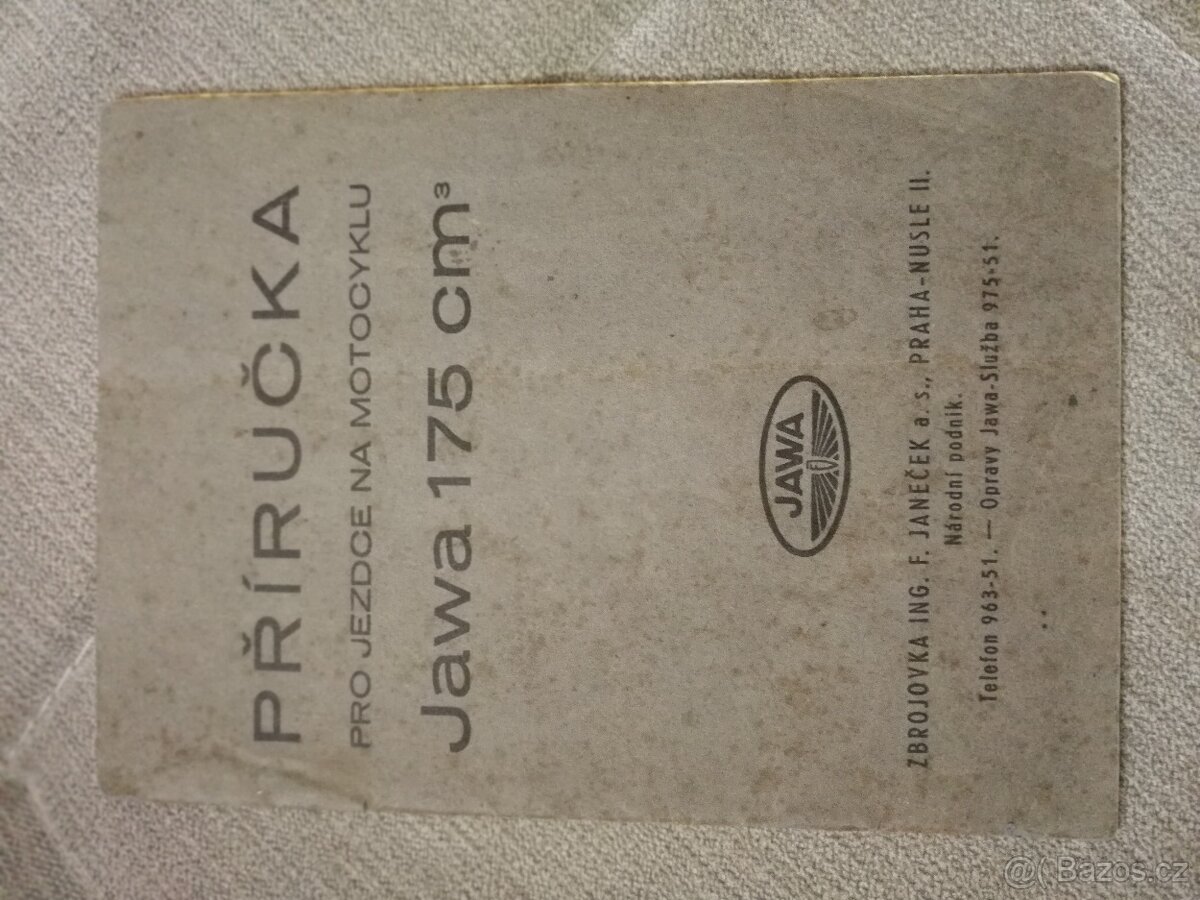 PŘÍRUČKA
PRO JEZDCE NA MOTOCYKLU
Jawa 175 cm³
JAWA
ZBROJOVKA ING. F. JANEČEK a. s., PRAHA-NUSLE II.
Národní podnik.
Telefon 963-51. — Opravy Jawa-Služba 975-51.
@( Bazos.cz